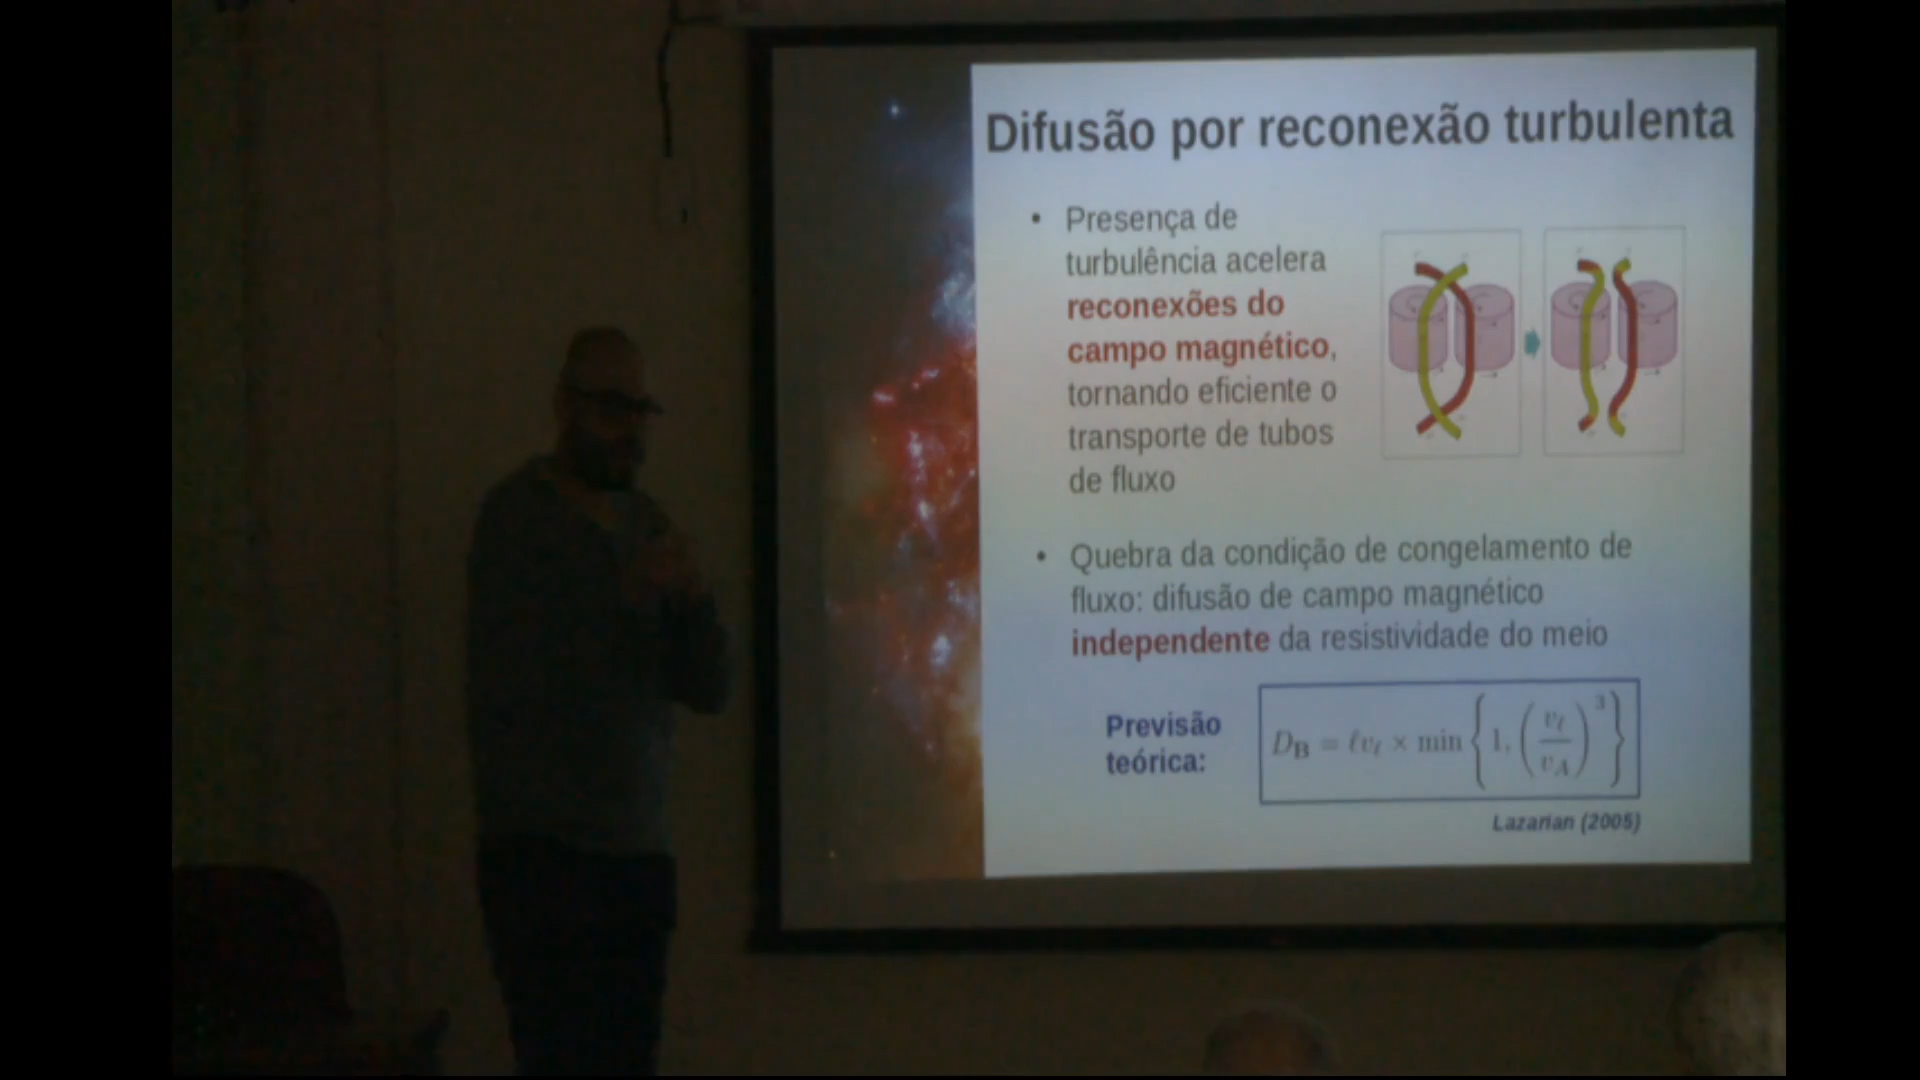 Difusão por reconexão turbulenta
• Presença de
turbulência acelera
reconexões do
campo magnético,
tornando eficiente o
transporte de tubos
de fluxo
• Quebra da condição de congelamento de
fluxo: difusão de campo magnético
independente da resistividade do meio
Previsão
teórica:
D_B = ℓv_ℓ × min { 1, ( v_ℓ / v_A )^3 }
Lazarian (2005)